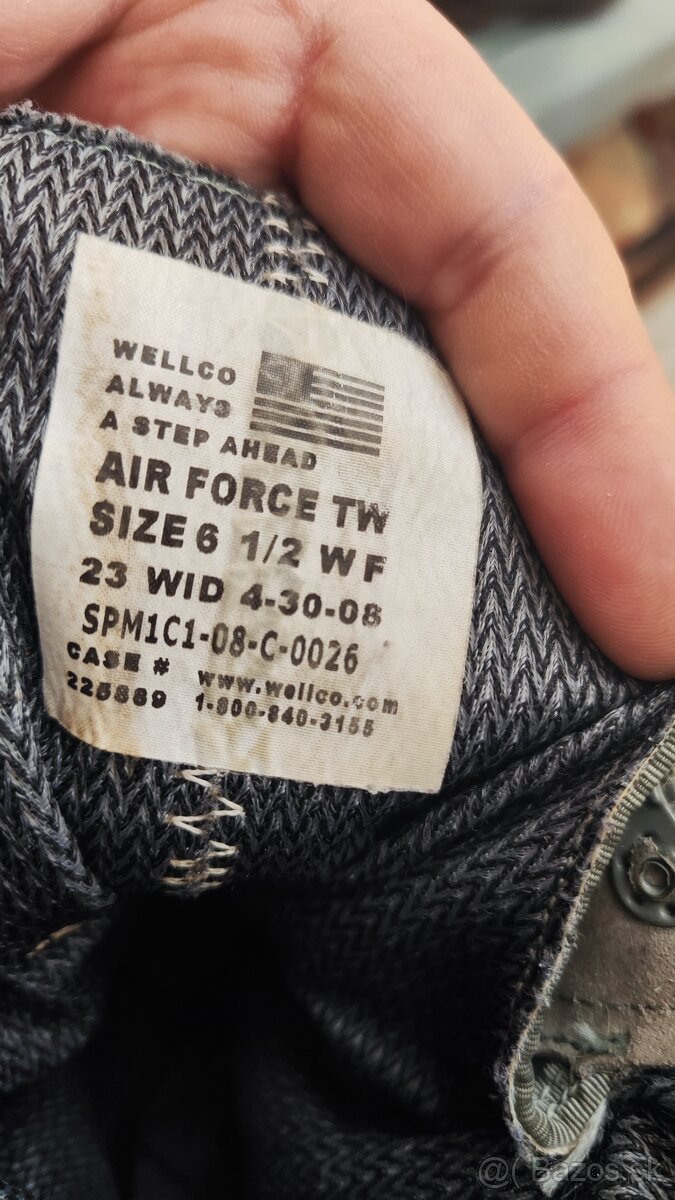 WELLCO
ALWAYS
A STEP AHEAD
AIR FORCE TW
SIZE 6 1/2 WF
23 WID 4-30-08
SPM1C1-08-C-0026
CASE # www.wellco.com
225889 1-800-840-3155
@( Bazos.sk